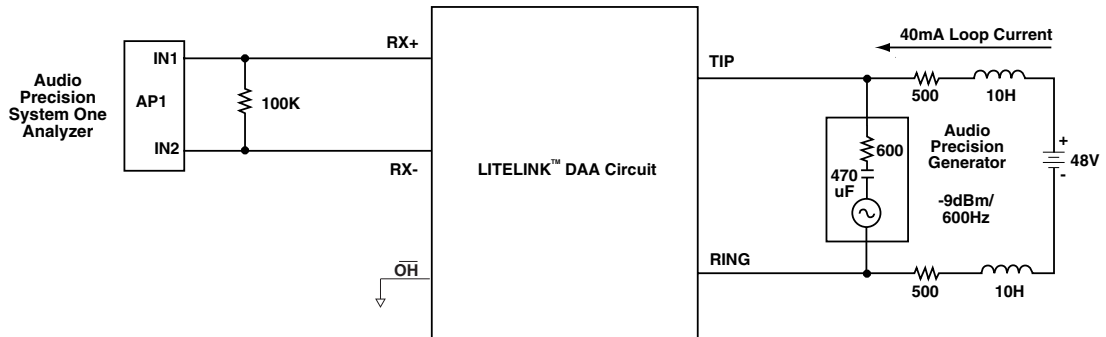 Audio
Precision
System One
Analyzer
IN1
AP1
IN2
100K
RX+
RX-
OH
LITELINK™ DAA Circuit
TIP
RING
40mA Loop Current
500
10H
600
470
uF
Audio
Precision
Generator
-9dBm/
600Hz
+
48V
-
500
10H